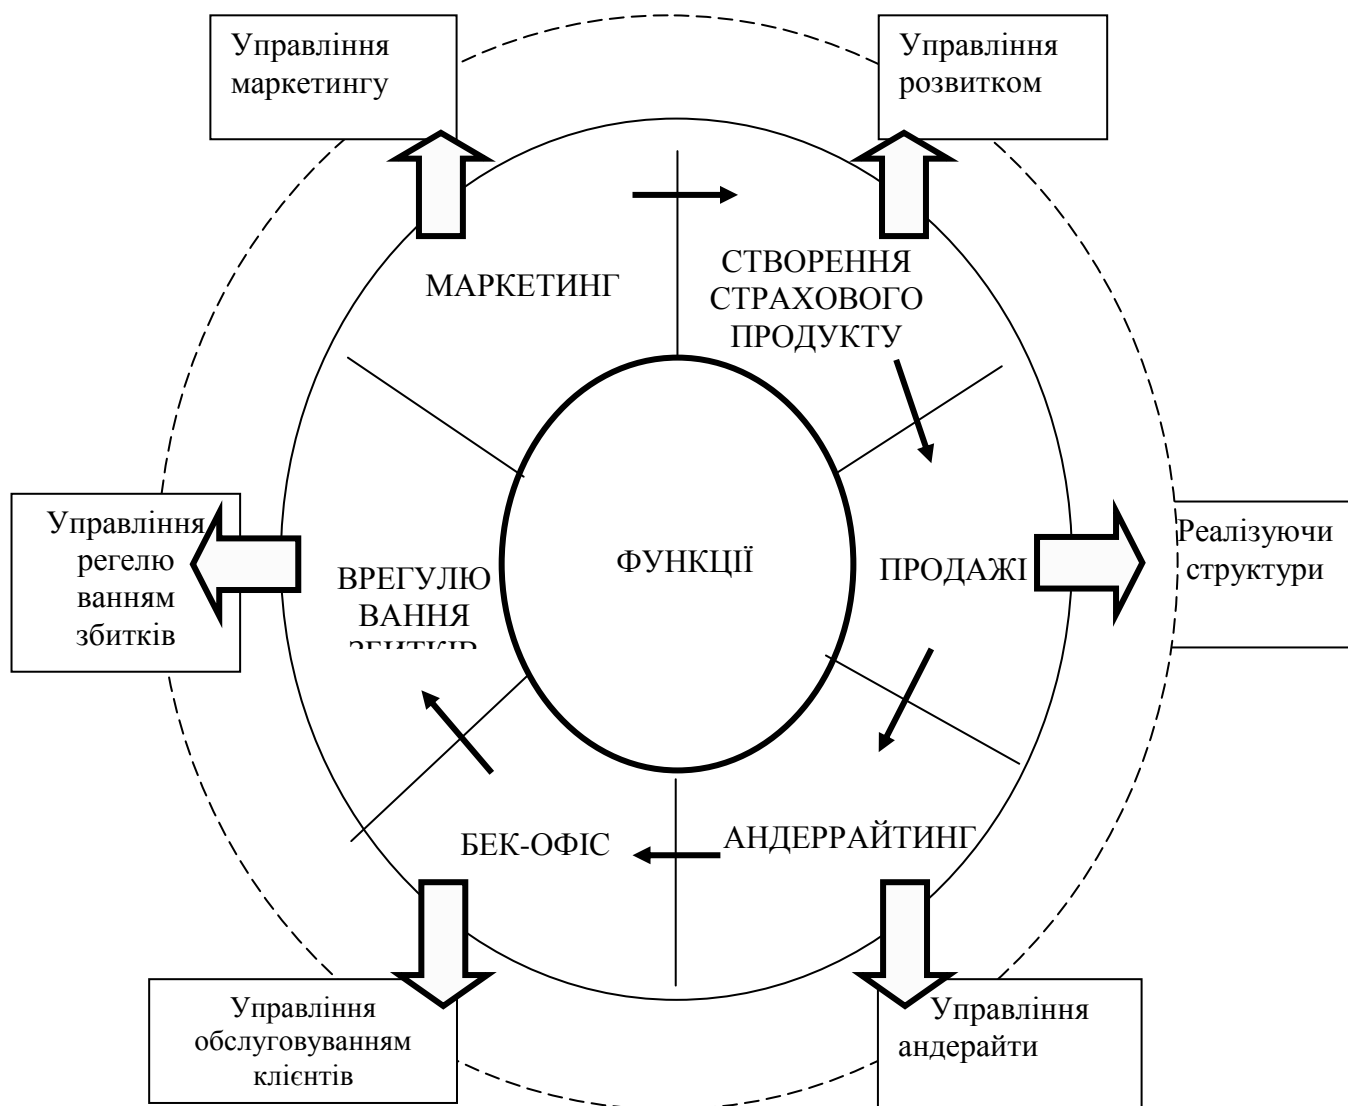 Управління
маркетингу
Управління
розвитком
МАРКЕТИНГ
СТВОРЕННЯ
СТРАХОВОГО
ПРОДУКТУ
Управління
регелю
ванням
збитків
ВРЕГУЛЮ
ВАННЯ
ЗБИТКІВ
ФУНКЦІЇ
ПРОДАЖІ
Реалізуючи
структури
БЕК-ОФІС
АНДЕРРАЙТИНГ
Управління
обслуговуванням
клієнтів
Управління
андерайти